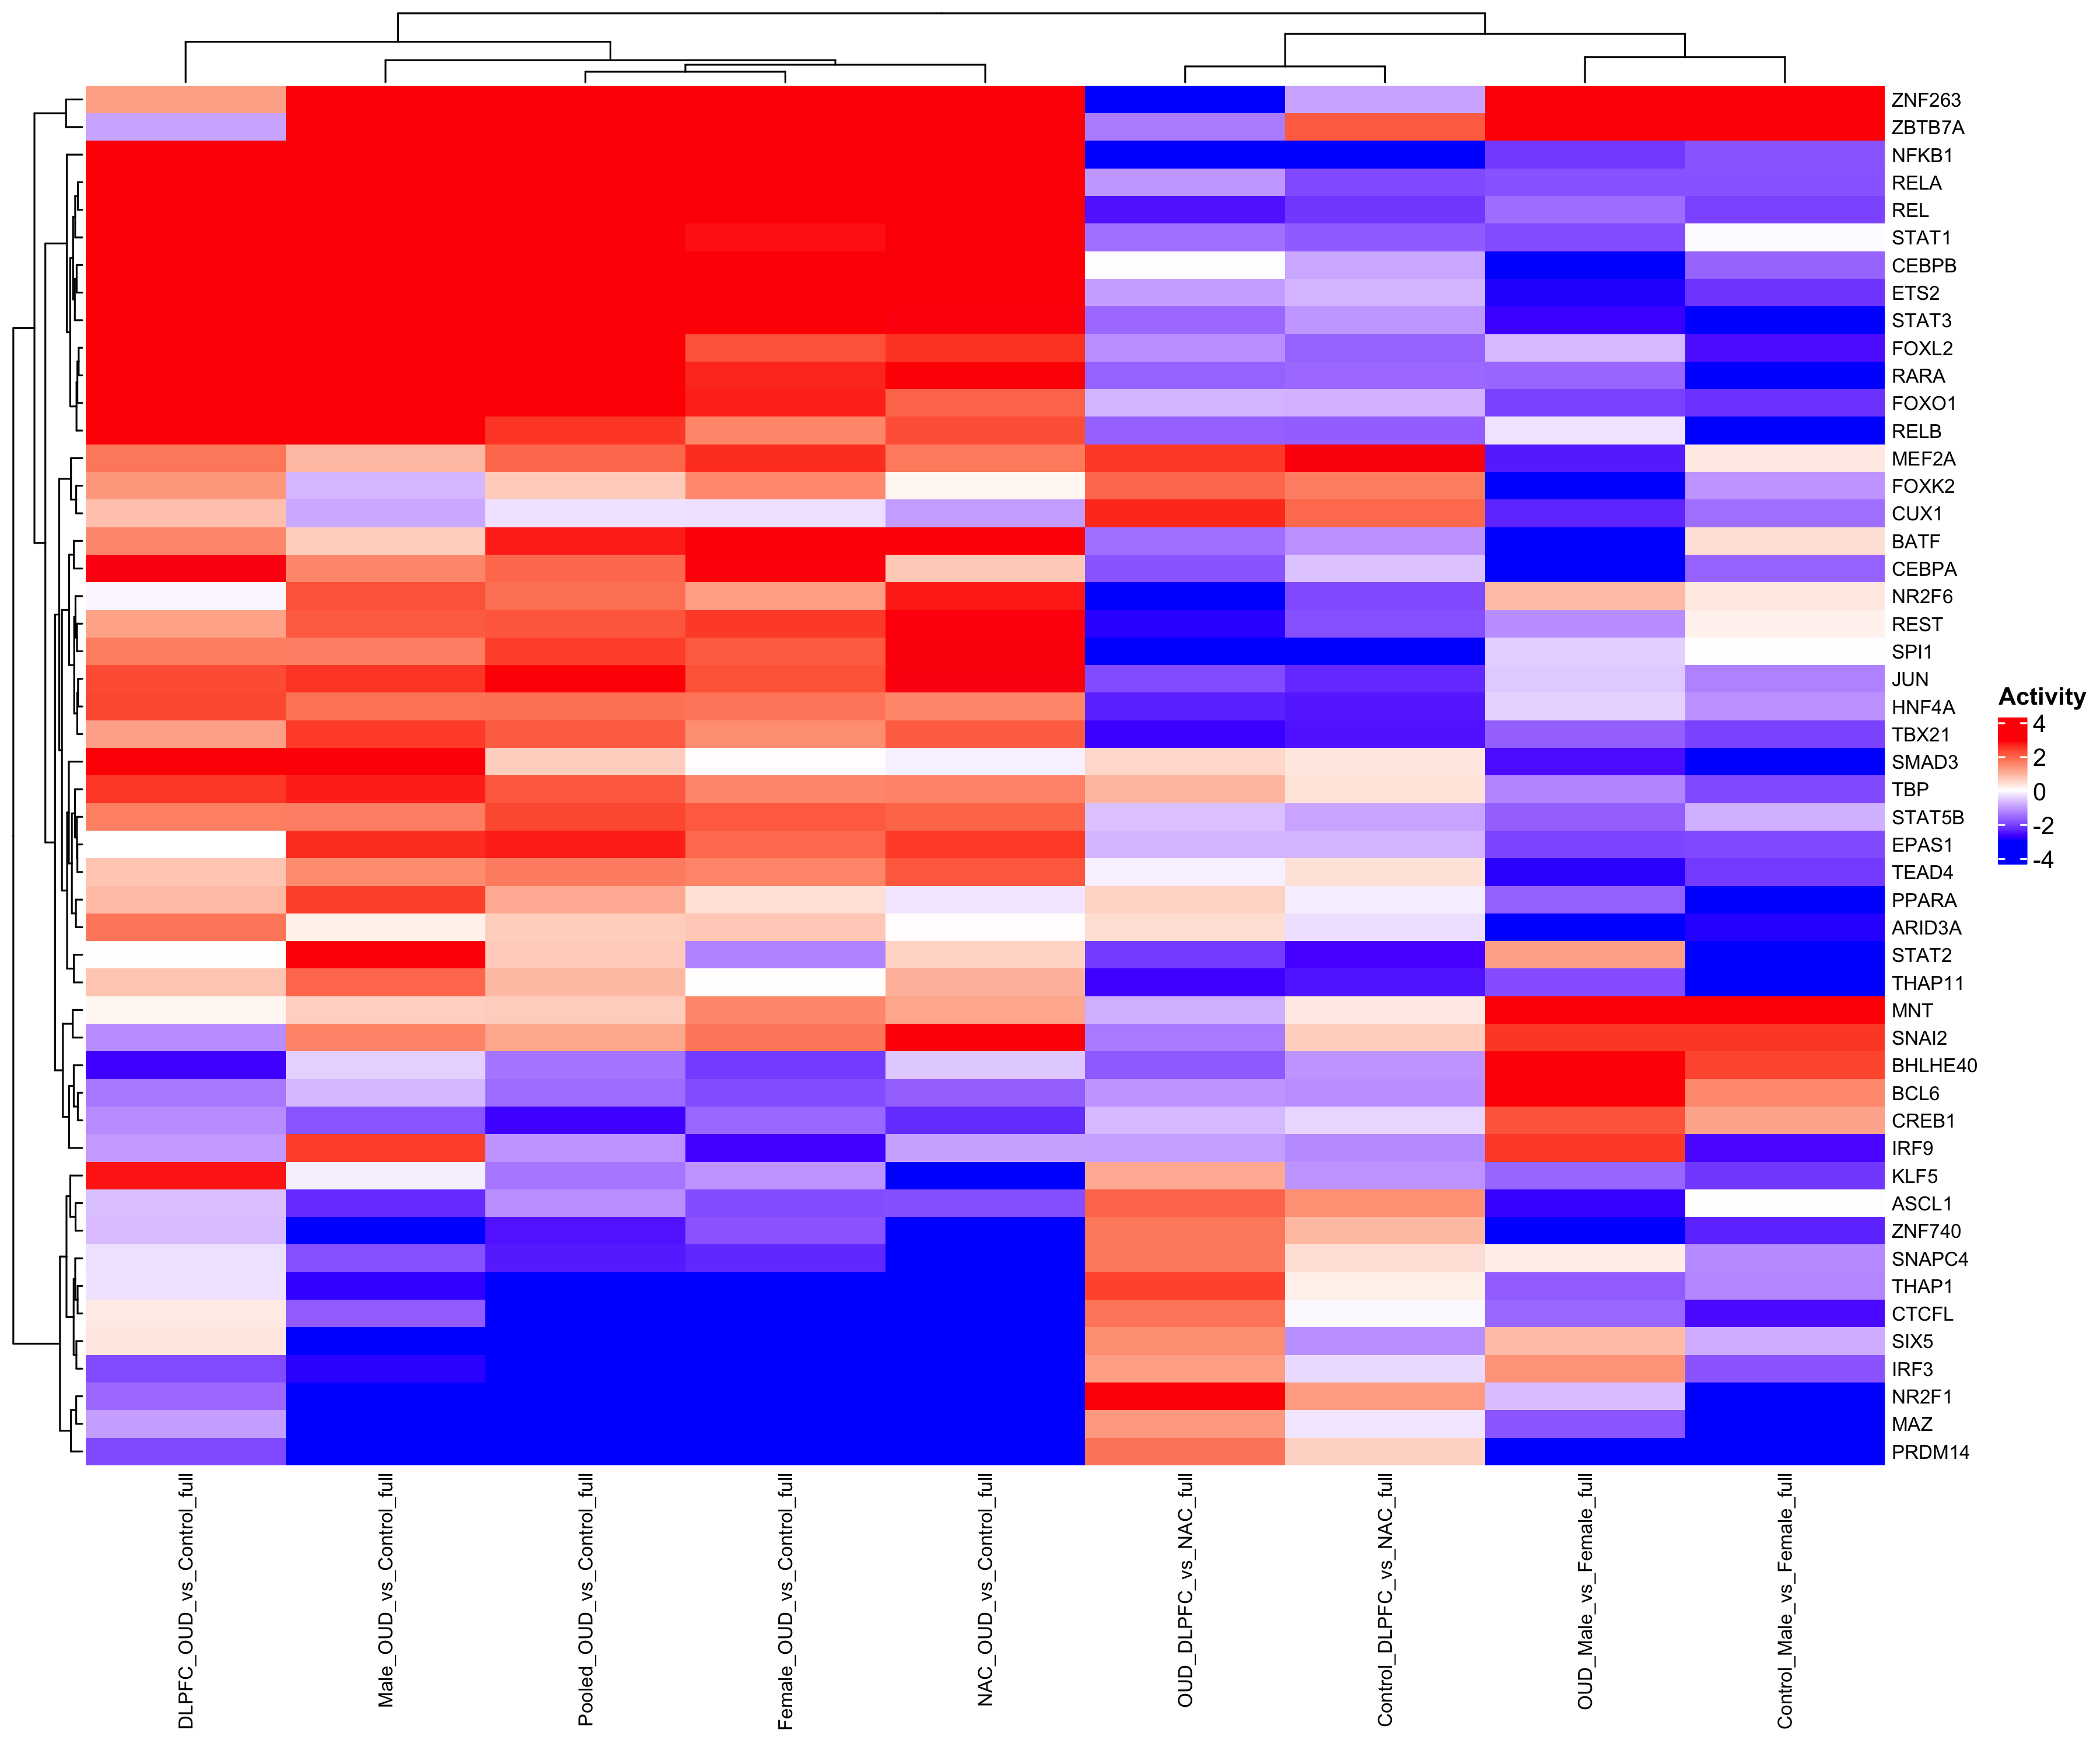 ZNF263
ZBTB7A
NFKB1
RELA
REL
STAT1
CEBPB
ETS2
STAT3
FOXL2
RARA
FOXO1
RELB
MEF2A
FOXK2
CUX1
BATF
CEBPA
NR2F6
REST
SPI1
JUN
HNF4A
TBX21
SMAD3
TBP
STAT5B
EPAS1
TEAD4
PPARA
ARID3A
STAT2
THAP11
MNT
SNAI2
BHLHE40
BCL6
CREB1
IRF9
KLF5
ASCL1
ZNF740
SNAPC4
THAP1
CTCFL
SIX5
IRF3
NR2F1
MAZ
PRDM14
Activity
4
2
0
-2
-4
DLPFC_OUD_vs_Control_full
Male_OUD_vs_Control_full
Pooled_OUD_vs_Control_full
Female_OUD_vs_Control_full
NAC_OUD_vs_Control_full
OUD_DLPFC_vs_NAC_full
Control_DLPFC_vs_NAC_full
OUD_Male_vs_Female_full
Control_Male_vs_Female_full